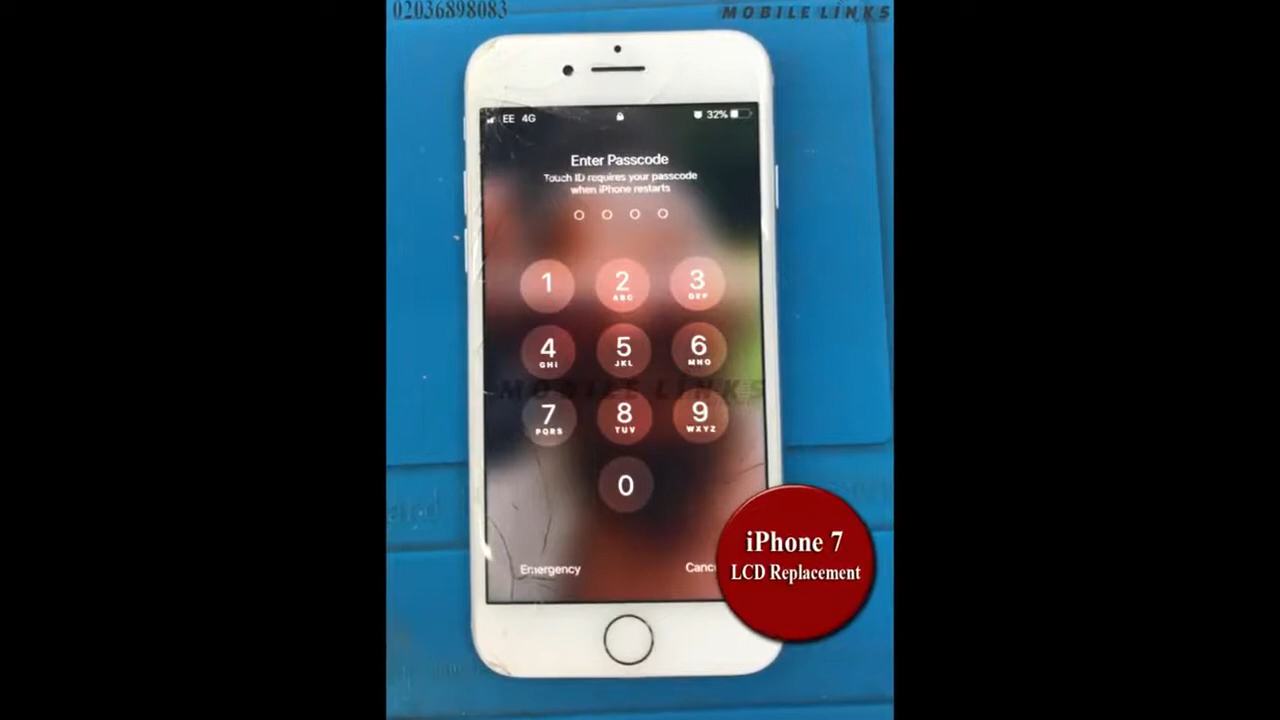 02036898083
MOBILE LINKS
EE 4G
32%
Enter Passcode
Touch ID requires your passcode
when iPhone restarts
1
2
ABC
3
DEF
4
GHI
5
JKL
6
MNO
MOBILE LINKS
7
PQRS
8
TUV
9
WXYZ
0
Emergency
iPhone 7
LCD Replacement